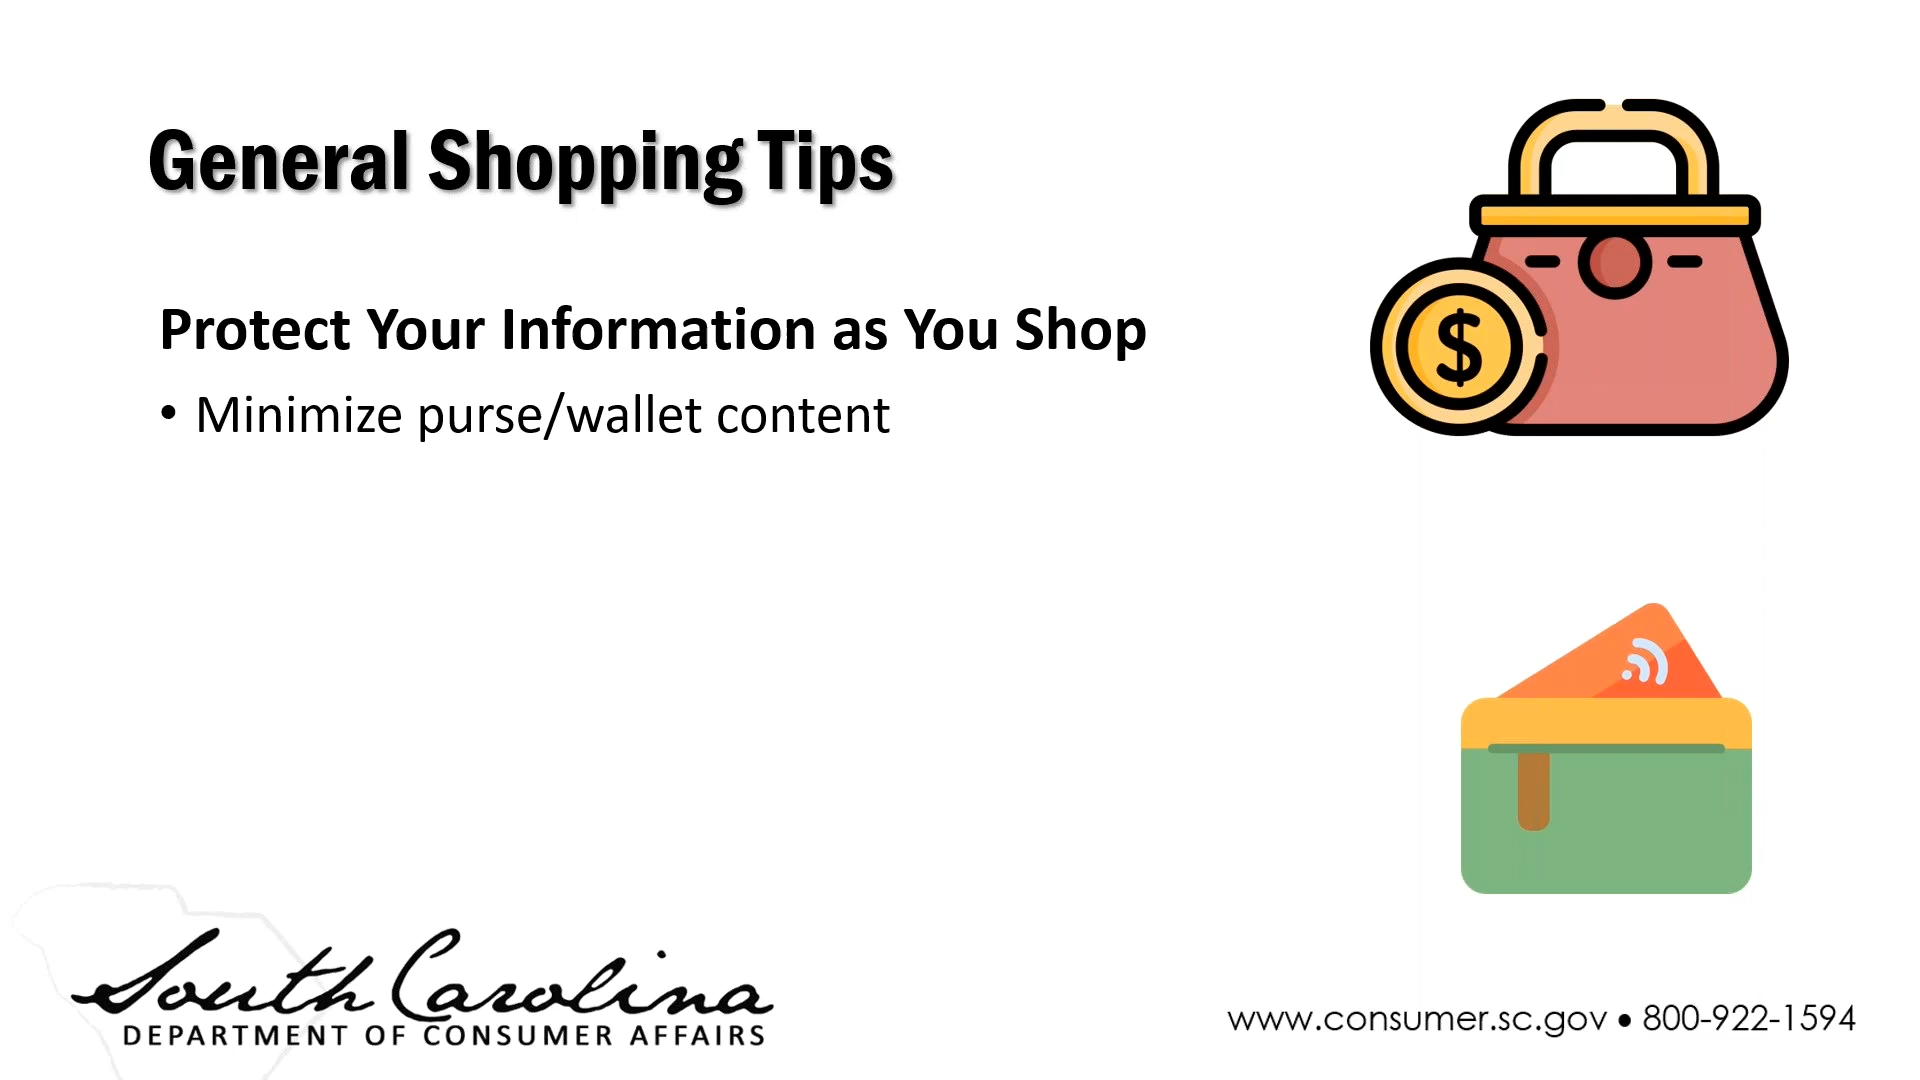 General Shopping Tips
Protect Your Information as You Shop
• Minimize purse/wallet content
$
South Carolina
DEPARTMENT OF CONSUMER AFFAIRS
www.consumer.sc.gov • 800-922-1594